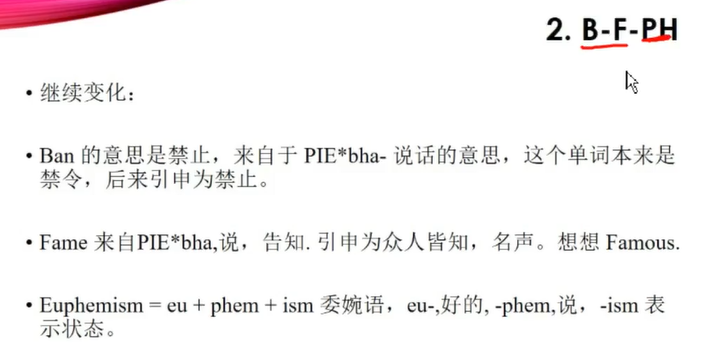 2. B-F-PH
• 继续变化：
• Ban 的意思是禁止，来自于 PIE*bha- 说话的意思，这个单词本来是
禁令，后来引申为禁止。
• Fame 来自PIE*bha,说，告知. 引申为众人皆知，名声。想想 Famous.
• Euphemism = eu + phem + ism 委婉语，eu-,好的, -phem,说，-ism 表
示状态。